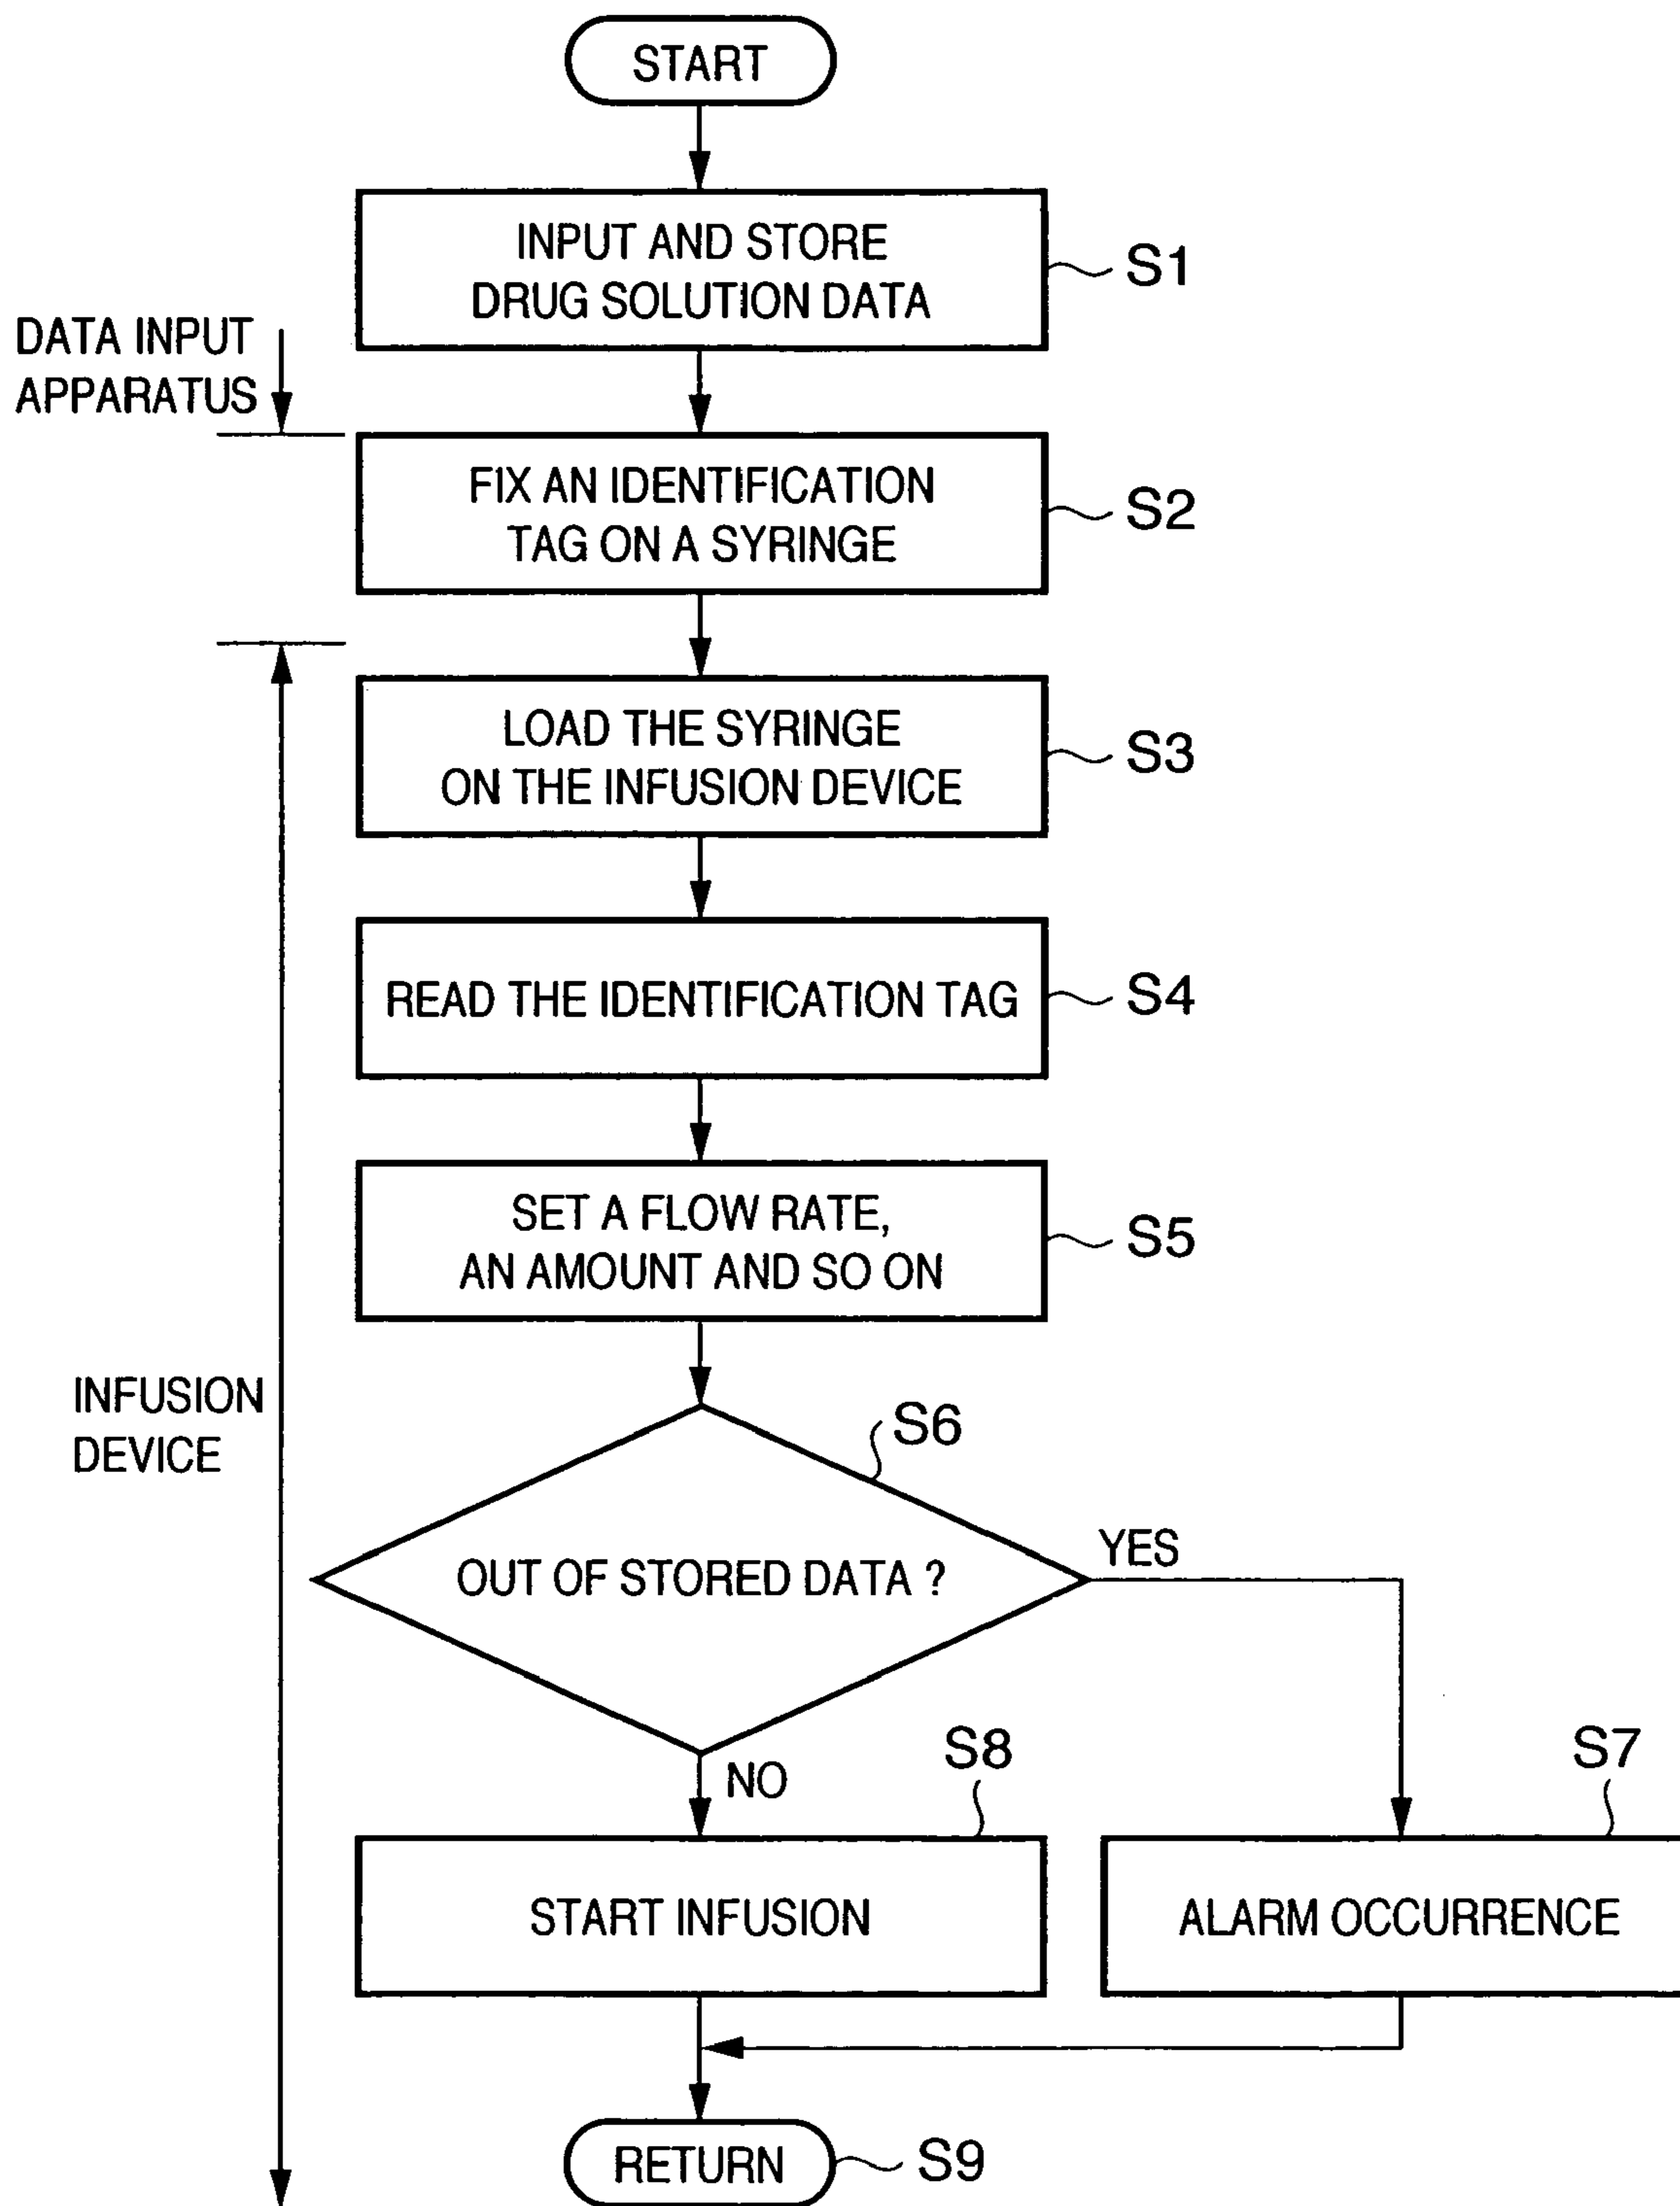 START
INPUT AND STORE
DRUG SOLUTION DATA
S1
DATA INPUT
APPARATUS
FIX AN IDENTIFICATION
TAG ON A SYRINGE
S2
LOAD THE SYRINGE
ON THE INFUSION DEVICE
S3
READ THE IDENTIFICATION TAG
S4
SET A FLOW RATE,
AN AMOUNT AND SO ON
S5
INFUSION
DEVICE
S6
OUT OF STORED DATA ?
YES
NO
S8
S7
START INFUSION
ALARM OCCURRENCE
RETURN
S9